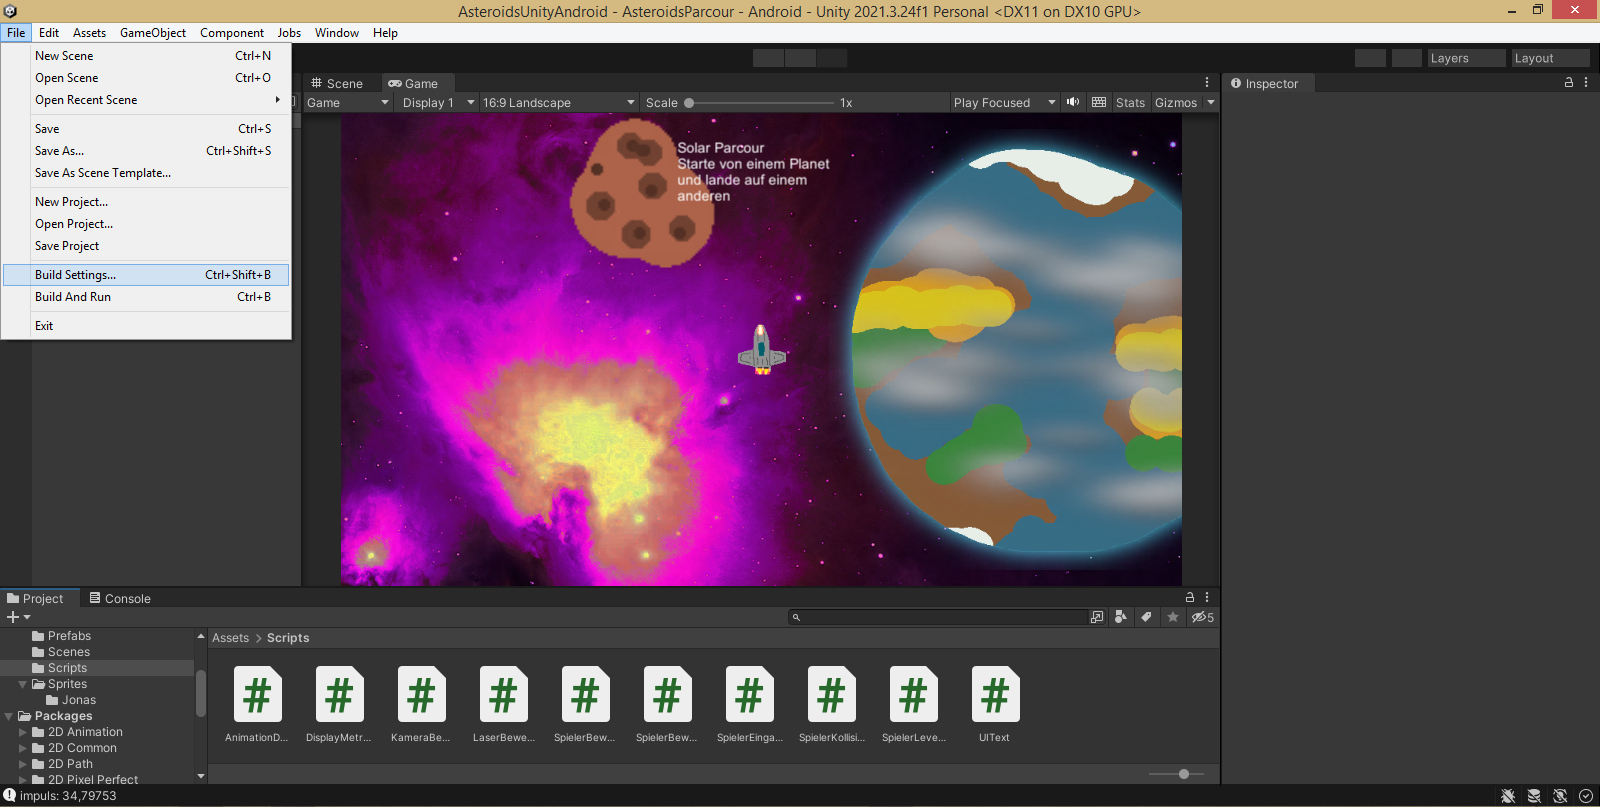 AsteroidsUnityAndroid - AsteroidsParcour - Android - Unity 2021.3.24f1 Personal <DX11 on DX10 GPU>
File Edit Assets GameObject Component Jobs Window Help
New Scene Ctrl+N
Open Scene Ctrl+O
Open Recent Scene
Save Ctrl+S
Save As... Ctrl+Shift+S
Save As Scene Template...
New Project...
Open Project...
Save Project
Build Settings... Ctrl+Shift+B
Build And Run Ctrl+B
Exit
Layers Layout
Scene Game
Game Display 1 16:9 Landscape Scale 1x Play Focused Stats Gizmos
Solar Parcour
Starte von einem Planet
und lande auf einem
anderen
Inspector
Project Console
5
Prefabs
Scenes
Scripts
Sprites
Jonas
Packages
2D Animation
2D Common
2D Path
2D Pixel Perfect
Assets > Scripts
AnimationD... DisplayMetr... KameraBe... LaserBewe... SpielerBew... SpielerBew... SpielerEinga... SpielerKollisi... SpielerLeve... UIText
impuls: 34,79753